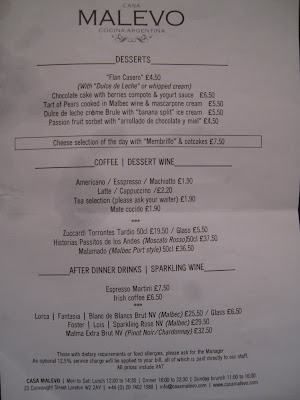 CASA
MALEVO
COCINA ARGENTINA
DESSERTS
"Flan Casero" £4.50
(With "Dulce de Leche" or whipped cream)
Chocolate cake with berries compote & yogurt sauce £6.50
Tart of Pears cooked in Malbec wine & mascarpone cream £5.50
Dulce de leche crème Brule with "banana split" ice cream £5.50
Passion fruit sorbet with "arrollado de chocolate y miel" £4.50
Cheese selection of the day with "Membrillo" & oatcakes £7.50
COFFEE | DESSERT WINE
Americano / Esspresso / Machiotto £1.90
Latte / Cappuccino /£2.20
Tea selection (please ask your waiter) £1.90
Mate cocido £1.90
***
Zuccardi Torrontes Tardio 50cl £19.50 / Glass £5.50
Historias Passitos de los Andes (Moscato Rosso)50cl £37.50
Malamado (Malbec Port style) 50cl £36.50
AFTER DINNER DRINKS | SPARKLING WINE
Espresso Martini £7.50
Irish coffee £6.50
***
Lorca | Fantasia | Blanc de Blancs Brut NV (Malbec) £25.50 / Glass £6.50
Foster | Lois | Sparkling Rose NV (Malbec) £29.50
Malma Extra Brut NV (Pinot Noir/Chardonnay) £32.50
Those with dietary requirements or food allergies, please ask for the Manager
An optional 12.5% service charge will be applied to your bill, all of which is paid directly to our staff.
All prices include VAT
CASA MALEVO | Mon to Sat: Lunch 12:00 to 14:30 | Dinner 18:00 to 22:30 | Sunday brunch 11:00 to 16:00
23 Connaught Street London W2 2AY | +44 (0) 20 7402 1988 | info@casamalevo.com | www.casamalevo.com